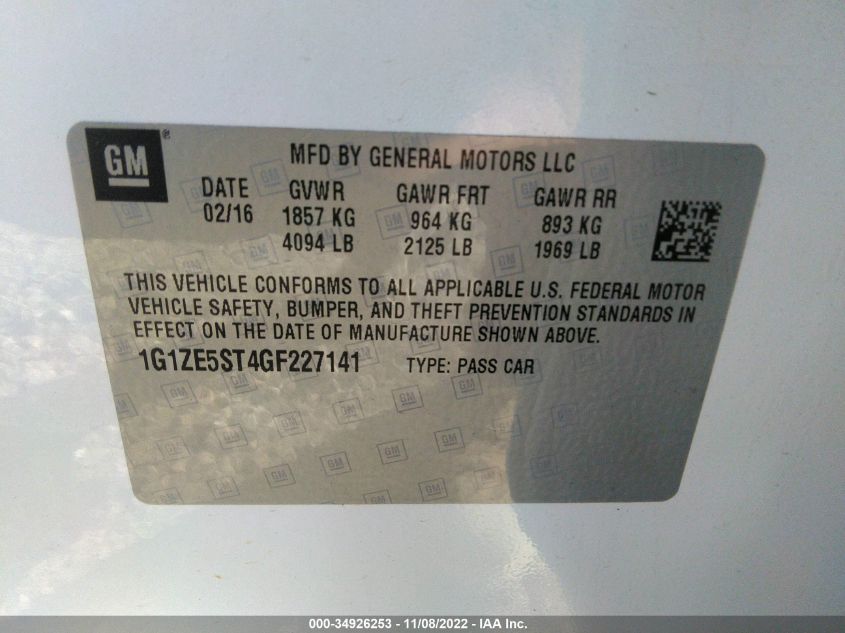 GM ®
MFD BY GENERAL MOTORS LLC
DATE GVWR GAWR FRT GAWR RR
02/16 1857 KG 964 KG 893 KG
4094 LB 2125 LB 1969 LB
THIS VEHICLE CONFORMS TO ALL APPLICABLE U.S. FEDERAL MOTOR
VEHICLE SAFETY, BUMPER, AND THEFT PREVENTION STANDARDS IN
EFFECT ON THE DATE OF MANUFACTURE SHOWN ABOVE.
1G1ZE5ST4GF227141 TYPE: PASS CAR
000-34926253 - 11/08/2022 - IAA Inc.